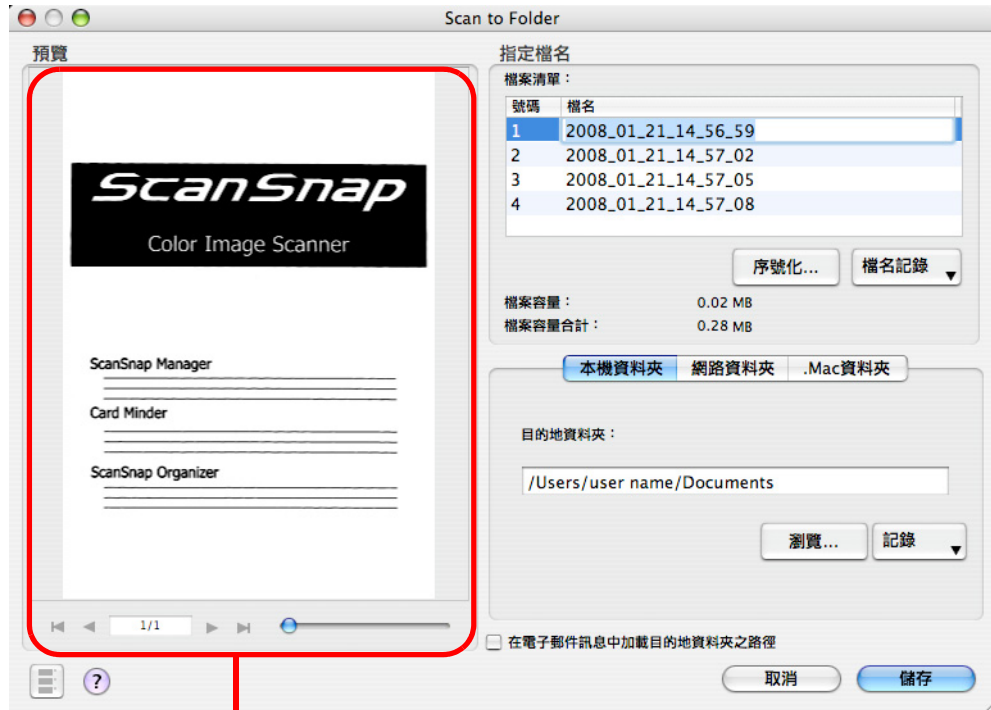 Scan to Folder
預覽
ScanSnap
Color Image Scanner
ScanSnap Manager
Card Minder
ScanSnap Organizer
1/1
?
指定檔名
檔案清單：
號碼 檔名
1 2008_01_21_14_56_59
2 2008_01_21_14_57_02
3 2008_01_21_14_57_05
4 2008_01_21_14_57_08
序號化... 檔名記錄
檔案容量： 0.02 MB
檔案容量合計： 0.28 MB
本機資料夾 網路資料夾 .Mac資料夾
目的地資料夾：
/Users/user name/Documents
瀏覽... 記錄
在電子郵件訊息中加載目的地資料夾之路徑
取消 儲存